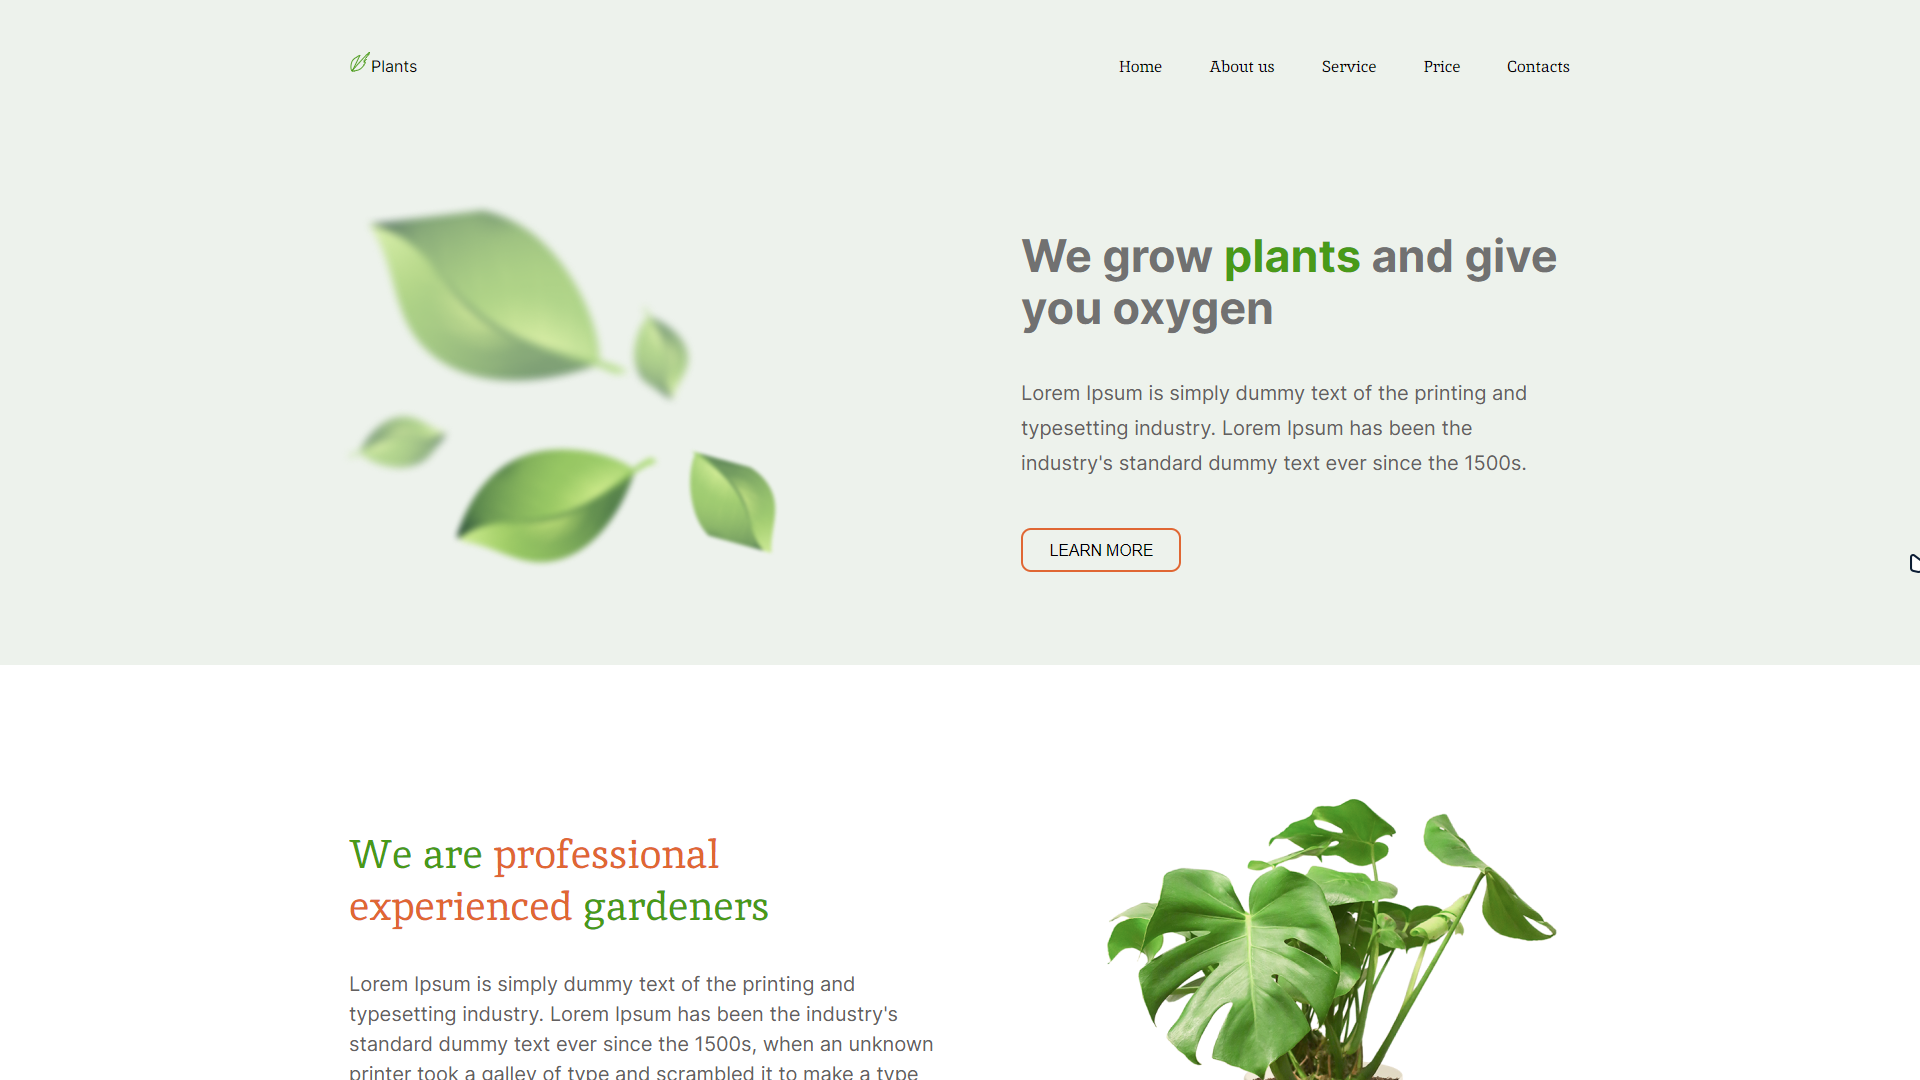 Plants
Home About us Service Price Contacts
We grow plants and give
you oxygen
Lorem Ipsum is simply dummy text of the printing and
typesetting industry. Lorem Ipsum has been the
industry's standard dummy text ever since the 1500s.
LEARN MORE
We are professional
experienced gardeners
Lorem Ipsum is simply dummy text of the printing and
typesetting industry. Lorem Ipsum has been the industry's
standard dummy text ever since the 1500s, when an unknown
printer took a galley of type and scrambled it to make a type